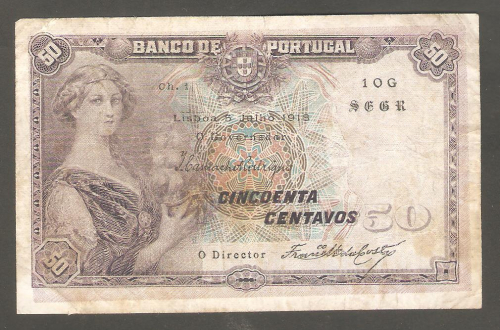 50 BANCO DE PORTUGAL 50
Ch. 1
10G
SEGR
Lisboa 5 Julho 1918
O Governador
CINCOENTA
CENTAVOS 50
O Director
50